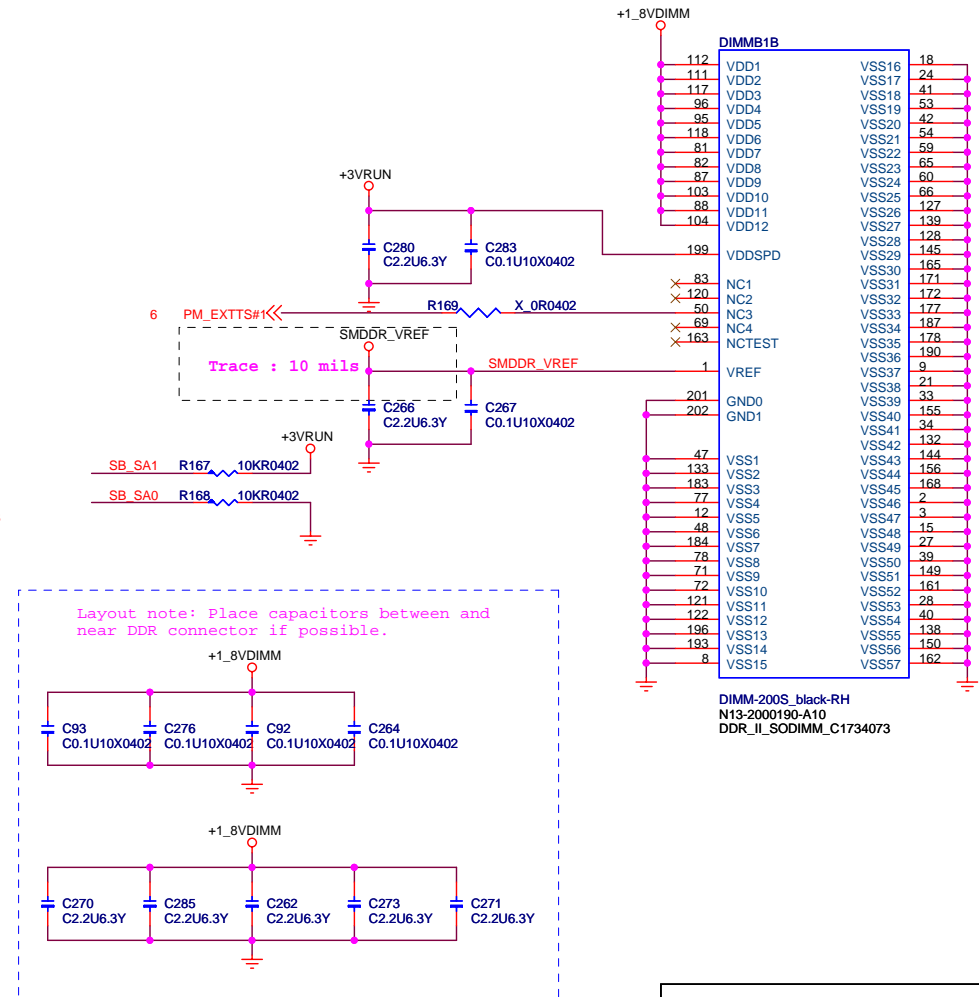 +1_8VDIMM
DIMMB1B
112 VDD1 VSS16 18
111 VDD2 VSS17 24
117 VDD3 VSS18 41
96 VDD4 VSS19 53
95 VDD5 VSS20 42
118 VDD6 VSS21 54
81 VDD7 VSS22 59
82 VDD8 VSS23 65
87 VDD9 VSS24 60
103 VDD10 VSS25 66
88 VDD11 VSS26 127
104 VDD12 VSS27 139
VSS28 128
199 VDDSPD VSS29 145
VSS30 165
83 NC1 VSS31 171
120 NC2 VSS32 172
50 NC3 VSS33 177
69 NC4 VSS34 187
163 NCTEST VSS35 178
VSS36 190
1 VREF VSS37 9
VSS38 21
201 GND0 VSS39 33
202 GND1 VSS40 155
VSS41 34
VSS42 132
47 VSS1 VSS43 144
133 VSS2 VSS44 156
183 VSS3 VSS45 168
77 VSS4 VSS46 2
12 VSS5 VSS47 3
48 VSS6 VSS48 15
184 VSS7 VSS49 27
78 VSS8 VSS50 39
71 VSS9 VSS51 149
72 VSS10 VSS52 161
121 VSS11 VSS53 28
122 VSS12 VSS54 40
196 VSS13 VSS55 138
193 VSS14 VSS56 150
8 VSS15 VSS57 162
DIMM-200S_black-RH
N13-2000190-A10
DDR_II_SODIMM_C1734073
+3VRUN
C280
C2.2U6.3Y
C283
C0.1U10X0402
6 PM_EXTTS#1
R169 X_0R0402
SMDDR_VREF
Trace : 10 mils
SMDDR_VREF
C266
C2.2U6.3Y
C267
C0.1U10X0402
+3VRUN
SB_SA1 R167 10KR0402
SB_SA0 R168 10KR0402
Layout note: Place capacitors between and
near DDR connector if possible.
+1_8VDIMM
C93 C276 C92 C264
C0.1U10X0402 C0.1U10X0402 C0.1U10X0402 C0.1U10X0402
+1_8VDIMM
C270 C285 C262 C273 C271
C2.2U6.3Y C2.2U6.3Y C2.2U6.3Y C2.2U6.3Y C2.2U6.3Y